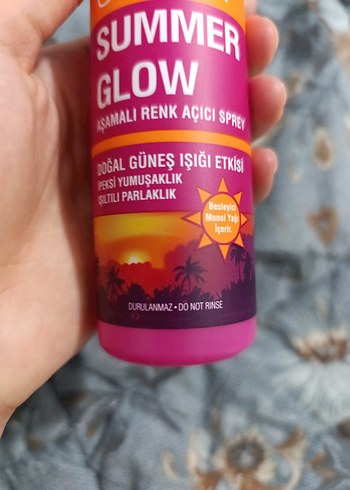 SUMMER
GLOW
AŞAMALI RENK AÇICI SPREY
DOĞAL GÜNEŞ IŞIĞI ETKİSİ
İPEKSİ YUMUŞAKLIK
IŞILTILI PARLAKLIK
Besleyici
Monoi Yağı
İçerir.
DURULANMAZ • DO NOT RINSE